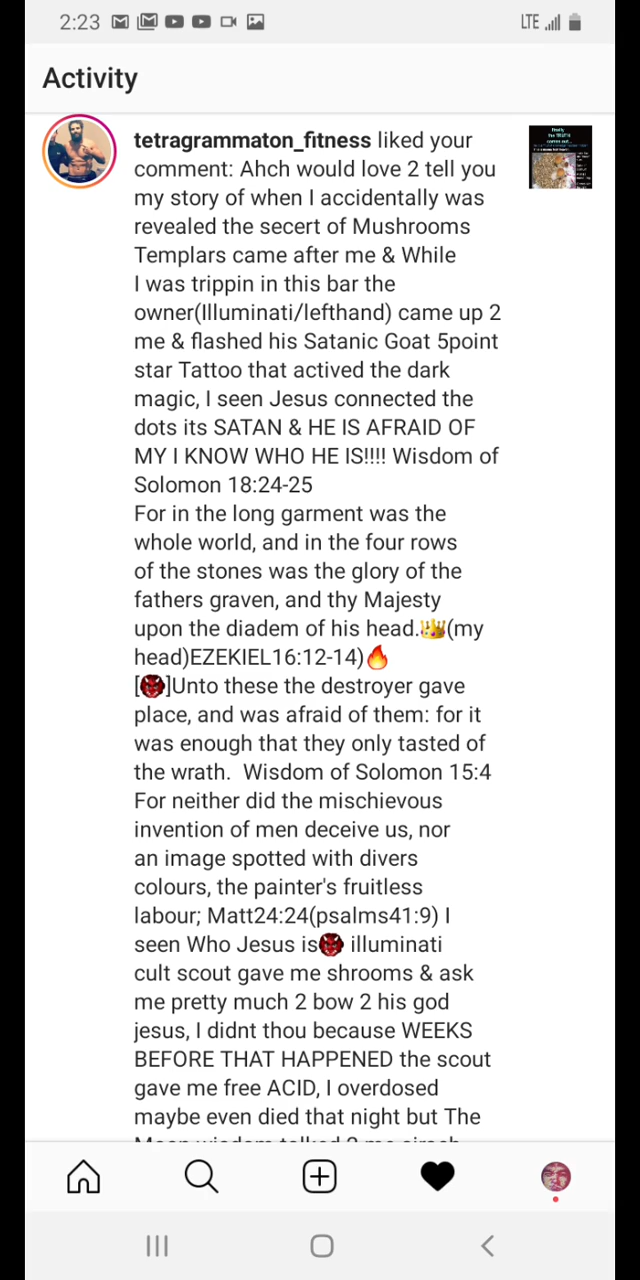 2:23
LTE
Activity
tetragrammaton_fitness liked your
comment: Ahch would love 2 tell you
my story of when I accidentally was
revealed the secert of Mushrooms
Templars came after me & While
I was trippin in this bar the
owner(Illuminati/lefthand) came up 2
me & flashed his Satanic Goat 5point
star Tattoo that actived the dark
magic, I seen Jesus connected the
dots its SATAN & HE IS AFRAID OF
MY I KNOW WHO HE IS!!!! Wisdom of
Solomon 18:24-25
For in the long garment was the
whole world, and in the four rows
of the stones was the glory of the
fathers graven, and thy Majesty
upon the diadem of his head.👑(my
head)EZEKIEL16:12-14)🔥
[👹]Unto these the destroyer gave
place, and was afraid of them: for it
was enough that they only tasted of
the wrath.  Wisdom of Solomon 15:4
For neither did the mischievous
invention of men deceive us, nor
an image spotted with divers
colours, the painter's fruitless
labour; Matt24:24(psalms41:9) I
seen Who Jesus is👹 illuminati
cult scout gave me shrooms & ask
me pretty much 2 bow 2 his god
jesus, I didnt thou because WEEKS
BEFORE THAT HAPPENED the scout
gave me free ACID, I overdosed
maybe even died that night but The